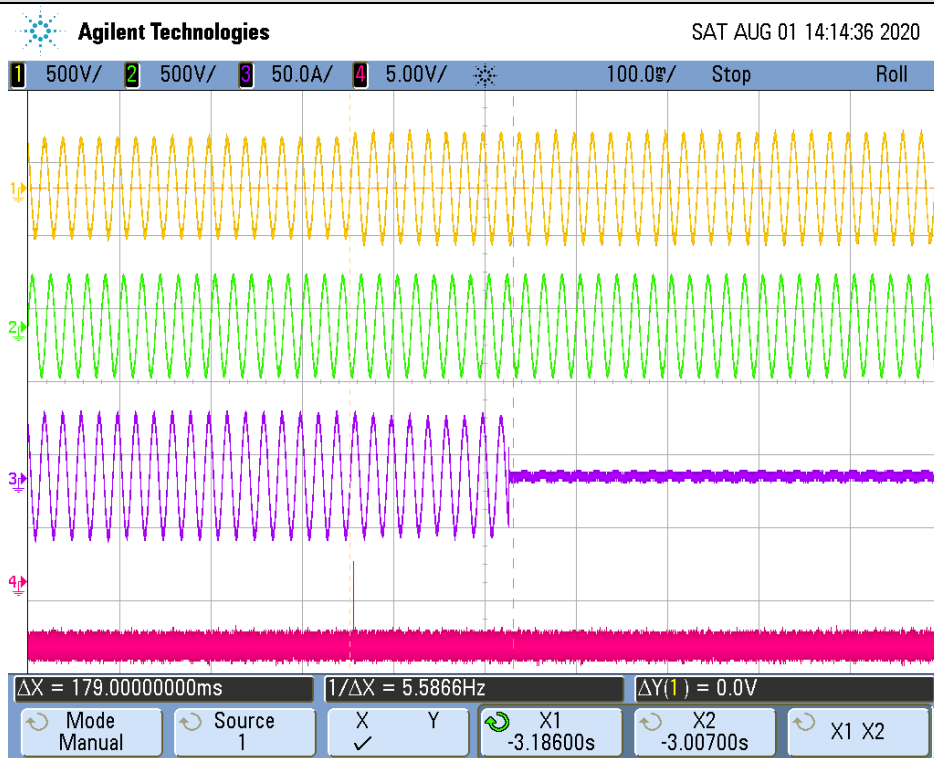 Agilent Technologies SAT AUG 01 14:14:36 2020
1 500V/ 2 500V/ 3 50.0A/ 4 5.00V/ 100.0ms/ Stop Roll
1
2
3
4
ΔX = 179.00000000ms 1/ΔX = 5.5866Hz ΔY(1) = 0.0V
Mode Source X Y X1 X2 X1 X2
Manual 1 ✓ -3.18600s -3.00700s